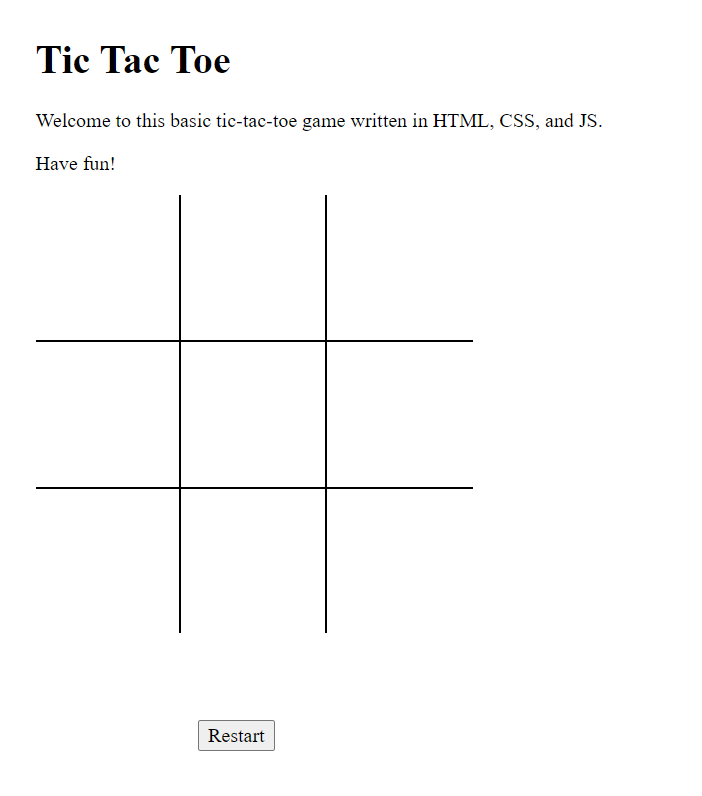 Tic Tac Toe
Welcome to this basic tic-tac-toe game written in HTML, CSS, and JS.
Have fun!
Restart